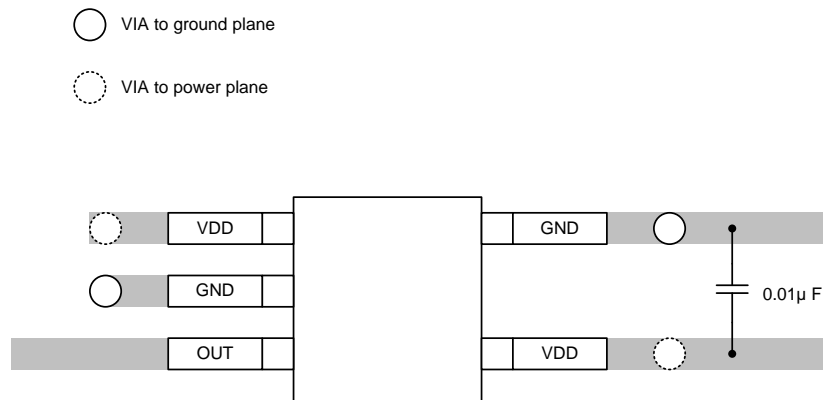 VIA to ground plane
VIA to power plane
VDD
GND
GND
0.01µ F
OUT
VDD